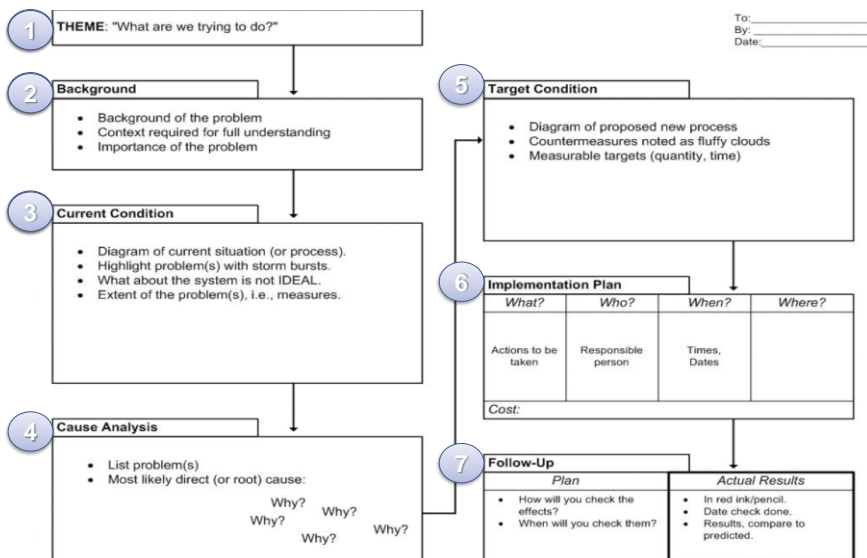 1
THEME: "What are we trying to do?"
To:
By:
Date:
2
Background
• Background of the problem
• Context required for full understanding
• Importance of the problem
3
Current Condition
• Diagram of current situation (or process).
• Highlight problem(s) with storm bursts.
• What about the system is not IDEAL.
• Extent of the problem(s), i.e., measures.
4
Cause Analysis
• List problem(s)
• Most likely direct (or root) cause:
Why?
Why?
Why?
Why?
Why?
5
Target Condition
• Diagram of proposed new process
• Countermeasures noted as fluffy clouds
• Measurable targets (quantity, time)
6
Implementation Plan
What? Who? When? Where?
Actions to be Responsible Times,
taken person Dates
Cost:
7
Follow-Up
Plan
• How will you check the
effects?
• When will you check them?
Actual Results
• In red ink/pencil.
• Date check done.
• Results, compare to
predicted.